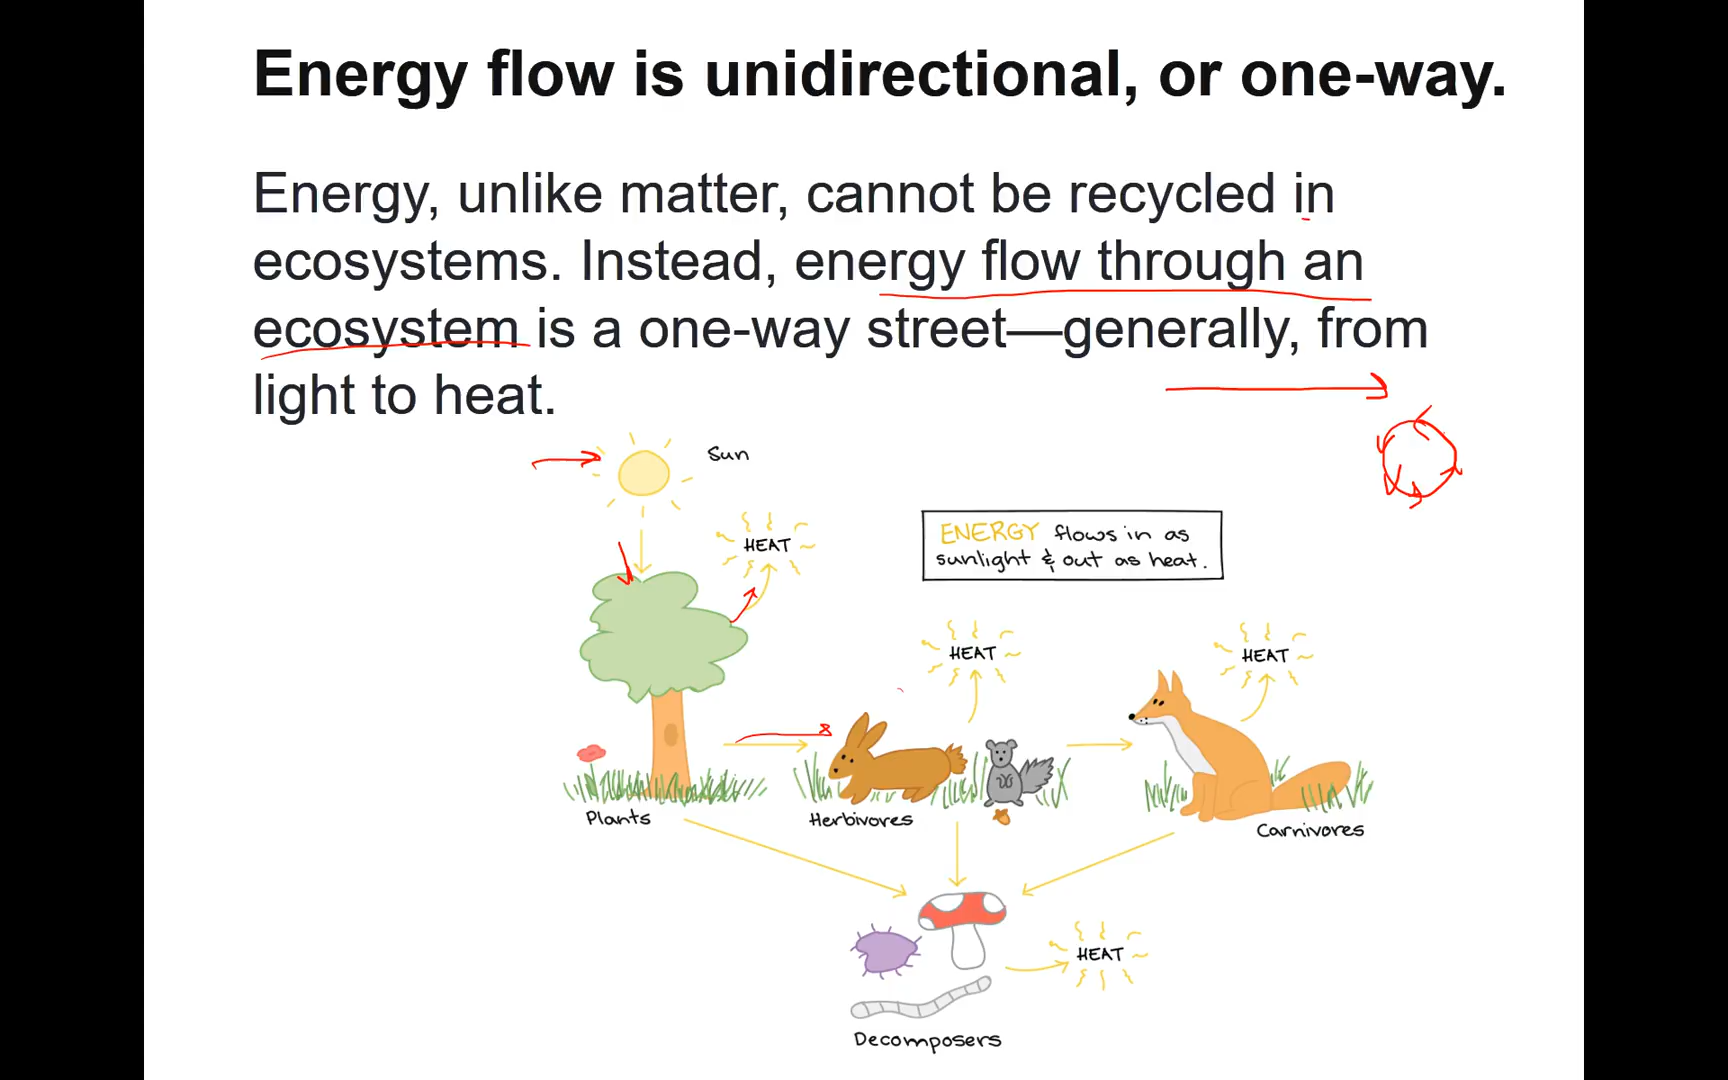 Energy flow is unidirectional, or one-way.
Energy, unlike matter, cannot be recycled in
ecosystems. Instead, energy flow through an
ecosystem is a one-way street—generally, from
light to heat.
Sun
HEAT
ENERGY flows in as
sunlight & out as heat.
HEAT
HEAT
Plants
Herbivores
Carnivores
HEAT
Decomposers